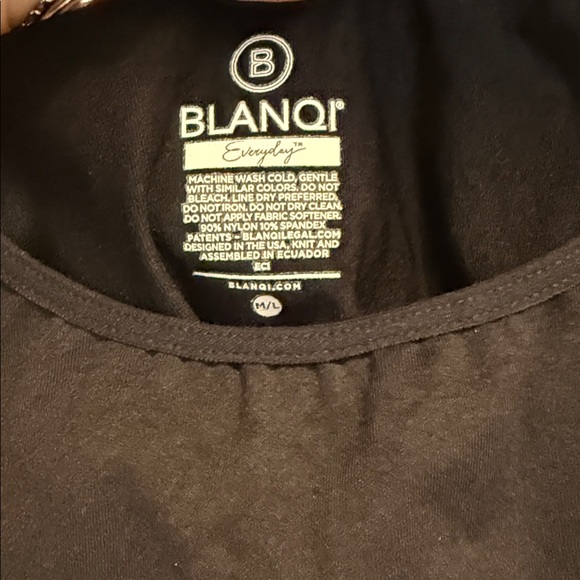 B
BLANQI®
Everyday™
MACHINE WASH COLD, GENTLE
WITH SIMILAR COLORS. DO NOT
BLEACH. LINE DRY PREFERRED.
DO NOT IRON. DO NOT DRY CLEAN.
DO NOT APPLY FABRIC SOFTENER.
90% NYLON 10% SPANDEX
PATENTS - BLANQILEGAL.COM
DESIGNED IN THE USA, KNIT AND
ASSEMBLED IN ECUADOR
EC1
BLANQI.COM
M/L